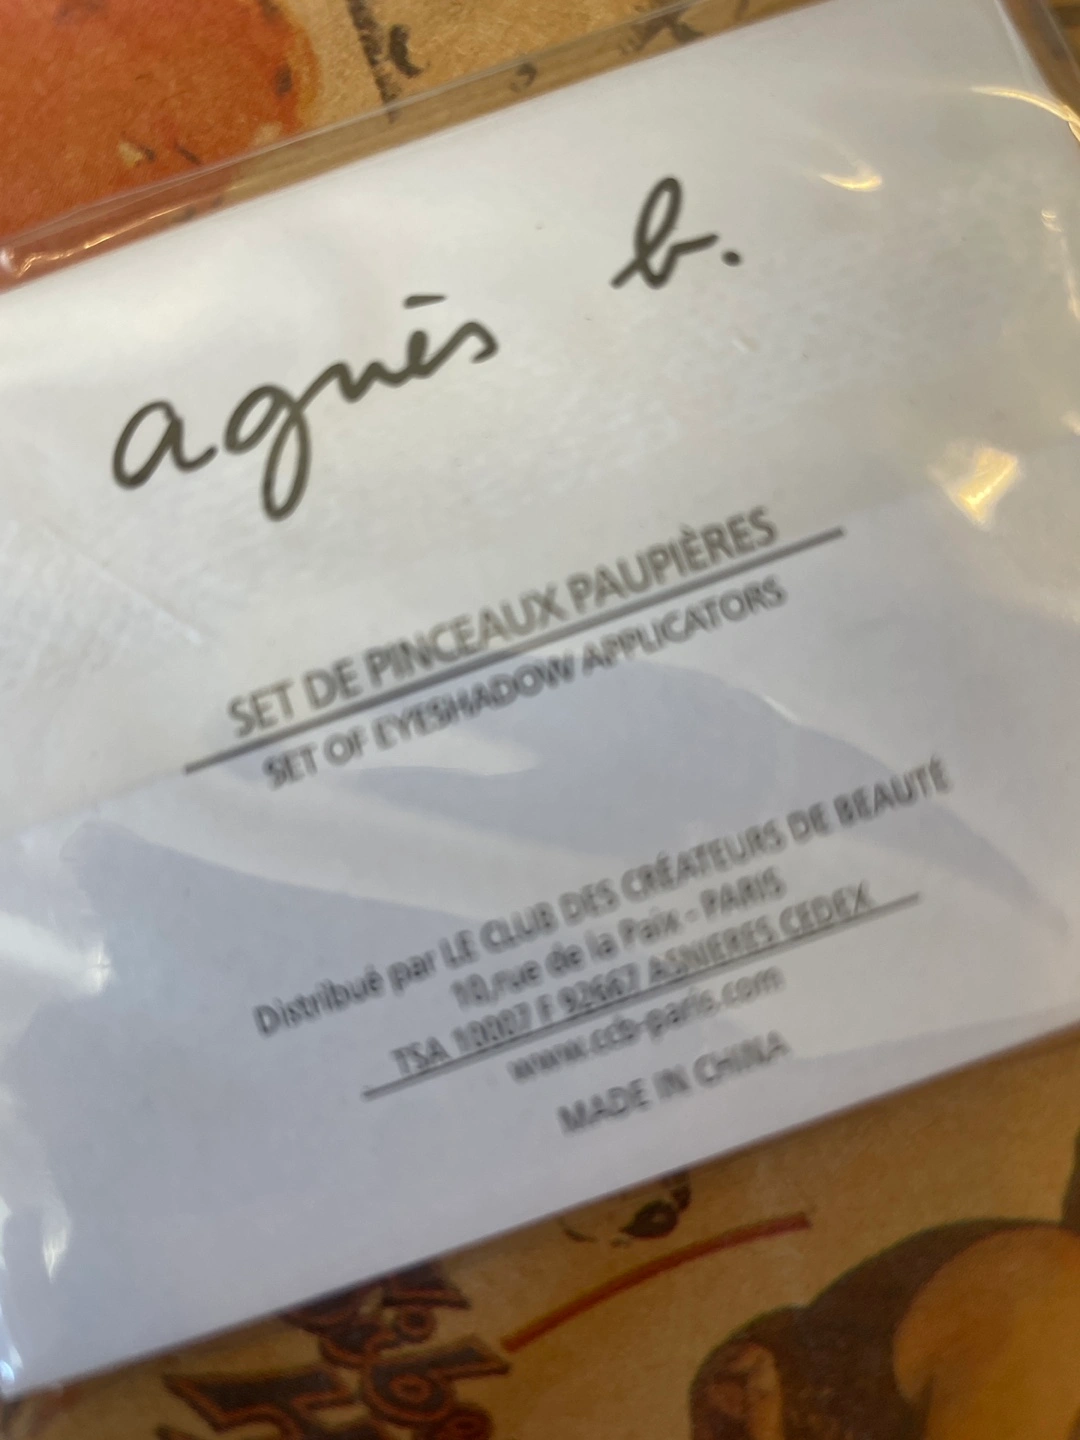 agnès b.
SET DE PINCEAUX PAUPIÈRES
SET OF EYESHADOW APPLICATORS
Distribué par LE CLUB DES CRÉATEURS DE BEAUTÉ
10,rue de la Paix - PARIS
TSA 10007 F 92667 ASNIERES CEDEX
www.ccb-paris.com
MADE IN CHINA